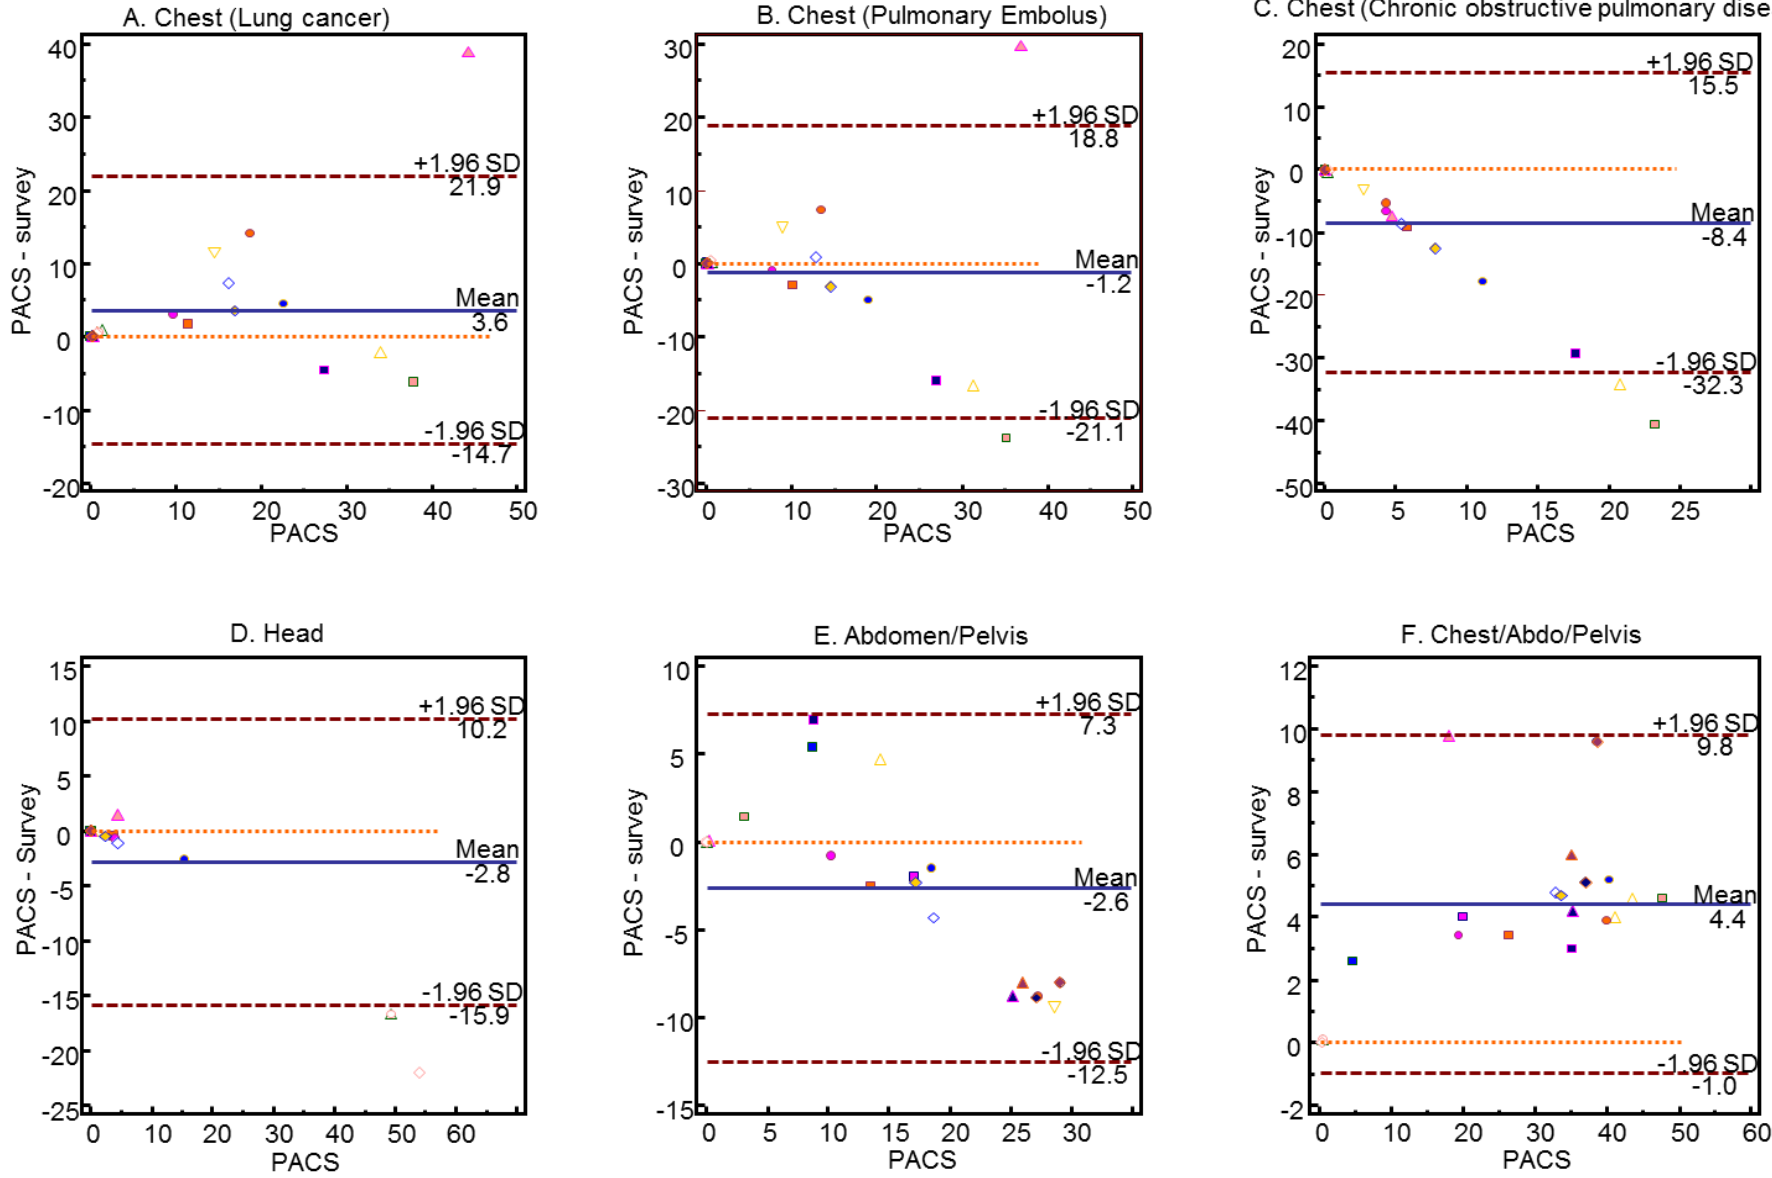 A. Chest (Lung cancer)
40
30
20
10
0
-10
-20
PACS - survey
+1.96 SD
21.9
Mean
3.6
-1.96 SD
-14.7
0 10 20 30 40 50
PACS
B. Chest (Pulmonary Embolus)
30
20
10
0
-10
-20
-30
PACS - survey
+1.96 SD
18.8
Mean
-1.2
-1.96 SD
-21.1
0 10 20 30 40 50
PACS
C. Chest (Chronic obstructive pulmonary dise
20
10
0
-10
-20
-30
-40
-50
PACS - survey
+1.96 SD
15.5
Mean
-8.4
-1.96 SD
-32.3
0 5 10 15 20 25
PACS
D. Head
15
10
5
0
-5
-10
-15
-20
-25
PACS - Survey
+1.96 SD
10.2
Mean
-2.8
-1.96 SD
-15.9
0 10 20 30 40 50 60
PACS
E. Abdomen/Pelvis
10
5
0
-5
-10
-15
PACS - survey
+1.96 SD
7.3
Mean
-2.6
-1.96 SD
-12.5
0 5 10 15 20 25 30
PACS
F. Chest/Abdo/Pelvis
12
10
8
6
4
2
0
-2
PACS - survey
+1.96 SD
9.8
Mean
4.4
-1.96 SD
-1.0
0 10 20 30 40 50 60
PACS